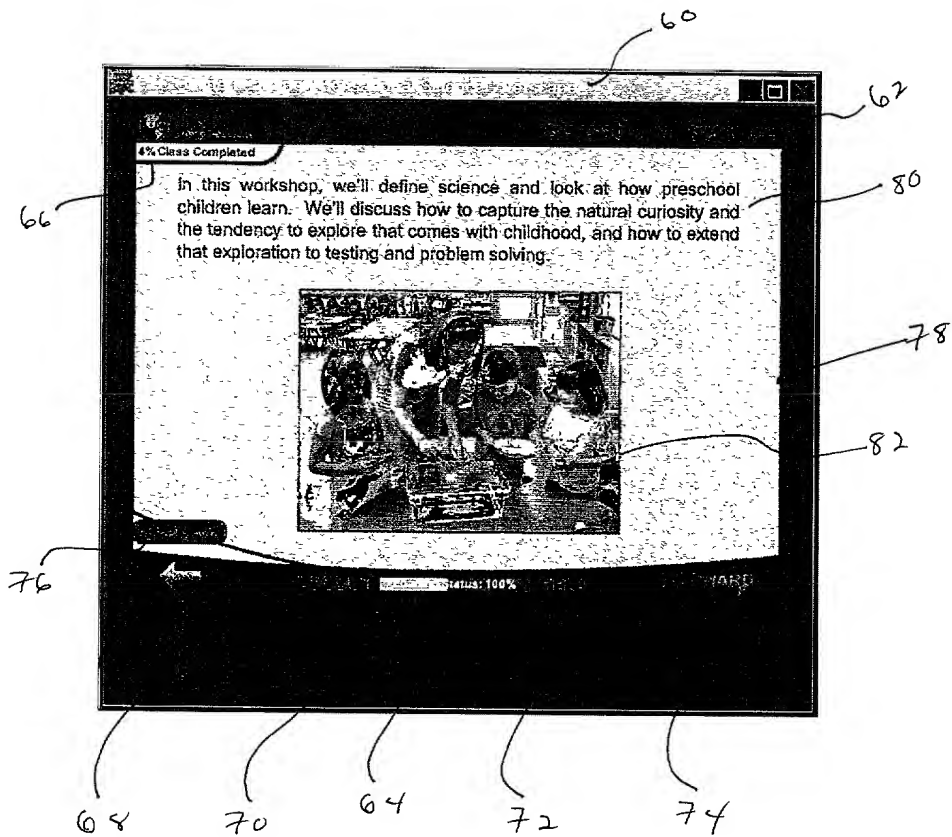 60
62
4% Class Completed
66
80
In this workshop, we'll define science and look at how preschool
children learn. We'll discuss how to capture the natural curiosity and
the tendency to explore that comes with childhood, and how to extend
that exploration to testing and problem solving.
78
82
76
Status: 100%
68
70
64
72
74